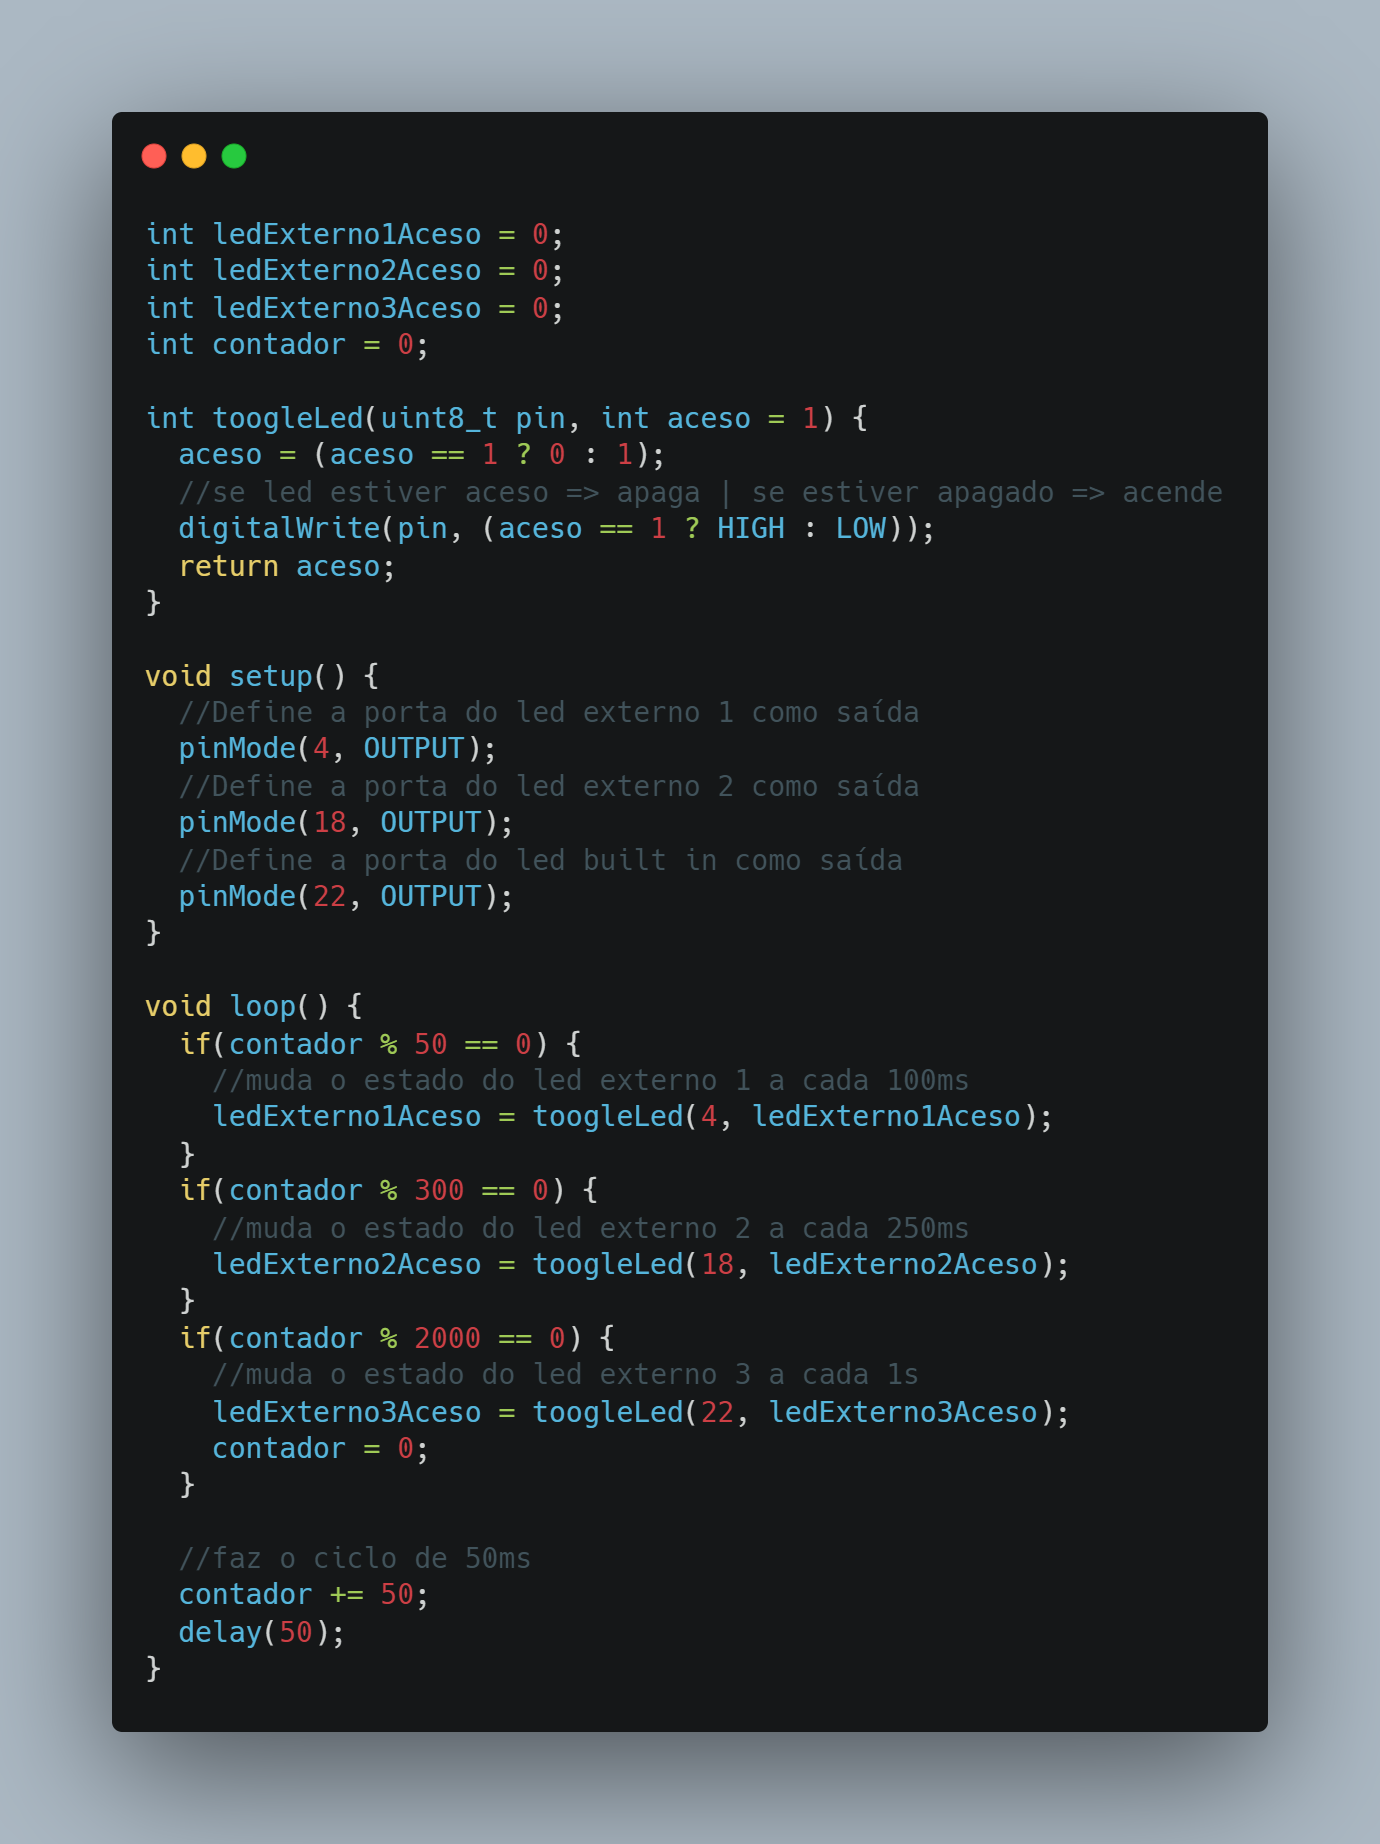 int ledExterno1Aceso = 0;
int ledExterno2Aceso = 0;
int ledExterno3Aceso = 0;
int contador = 0;

int toogleLed(uint8_t pin, int aceso = 1) {
  aceso = (aceso == 1 ? 0 : 1);
  //se led estiver aceso => apaga | se estiver apagado => acende
  digitalWrite(pin, (aceso == 1 ? HIGH : LOW));
  return aceso;
}

void setup() {
  //Define a porta do led externo 1 como saída
  pinMode(4, OUTPUT);
  //Define a porta do led externo 2 como saída
  pinMode(18, OUTPUT);
  //Define a porta do led built in como saída
  pinMode(22, OUTPUT);
}

void loop() {
  if(contador % 50 == 0) {
    //muda o estado do led externo 1 a cada 100ms
    ledExterno1Aceso = toogleLed(4, ledExterno1Aceso);
  }
  if(contador % 300 == 0) {
    //muda o estado do led externo 2 a cada 250ms
    ledExterno2Aceso = toogleLed(18, ledExterno2Aceso);
  }
  if(contador % 2000 == 0) {
    //muda o estado do led externo 3 a cada 1s
    ledExterno3Aceso = toogleLed(22, ledExterno3Aceso);
    contador = 0;
  }

  //faz o ciclo de 50ms
  contador += 50;
  delay(50);
}